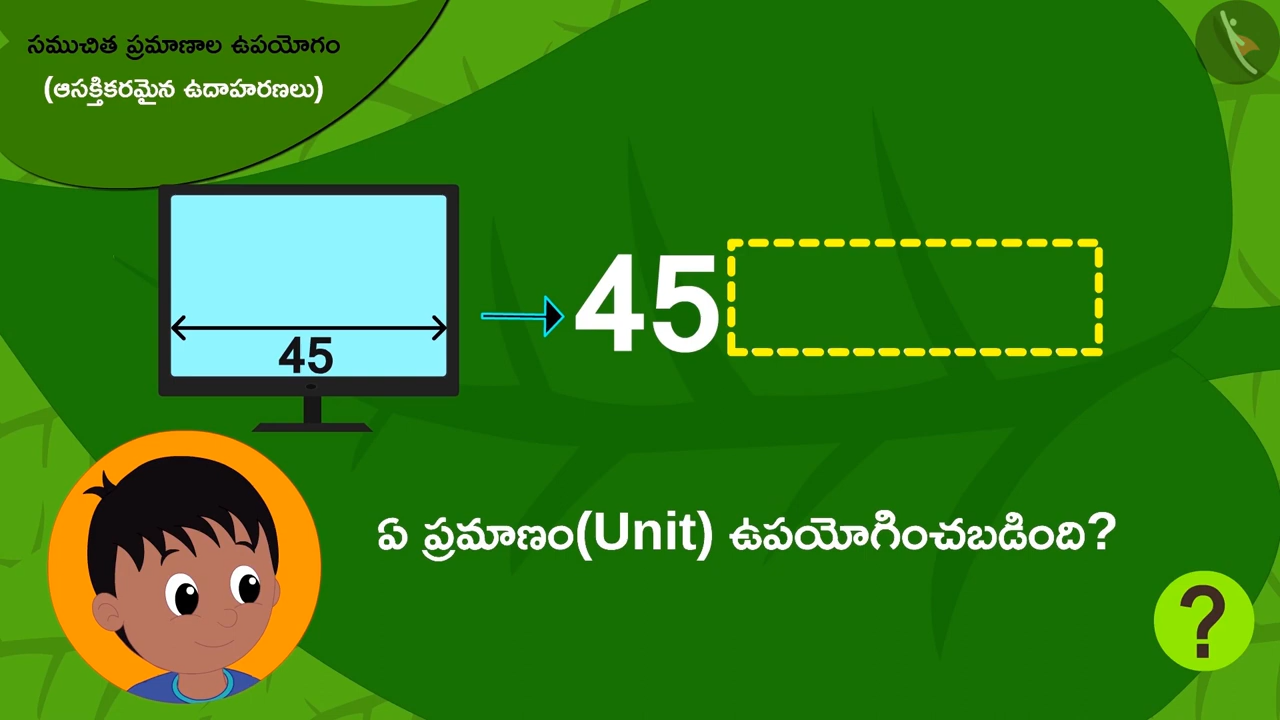 సముచిత ప్రమాణాల ఉపయోగం
(ఆసక్తికరమైన ఉదాహరణలు)
45
45
ఏ ప్రమాణం(Unit) ఉపయోగించబడింది?
?